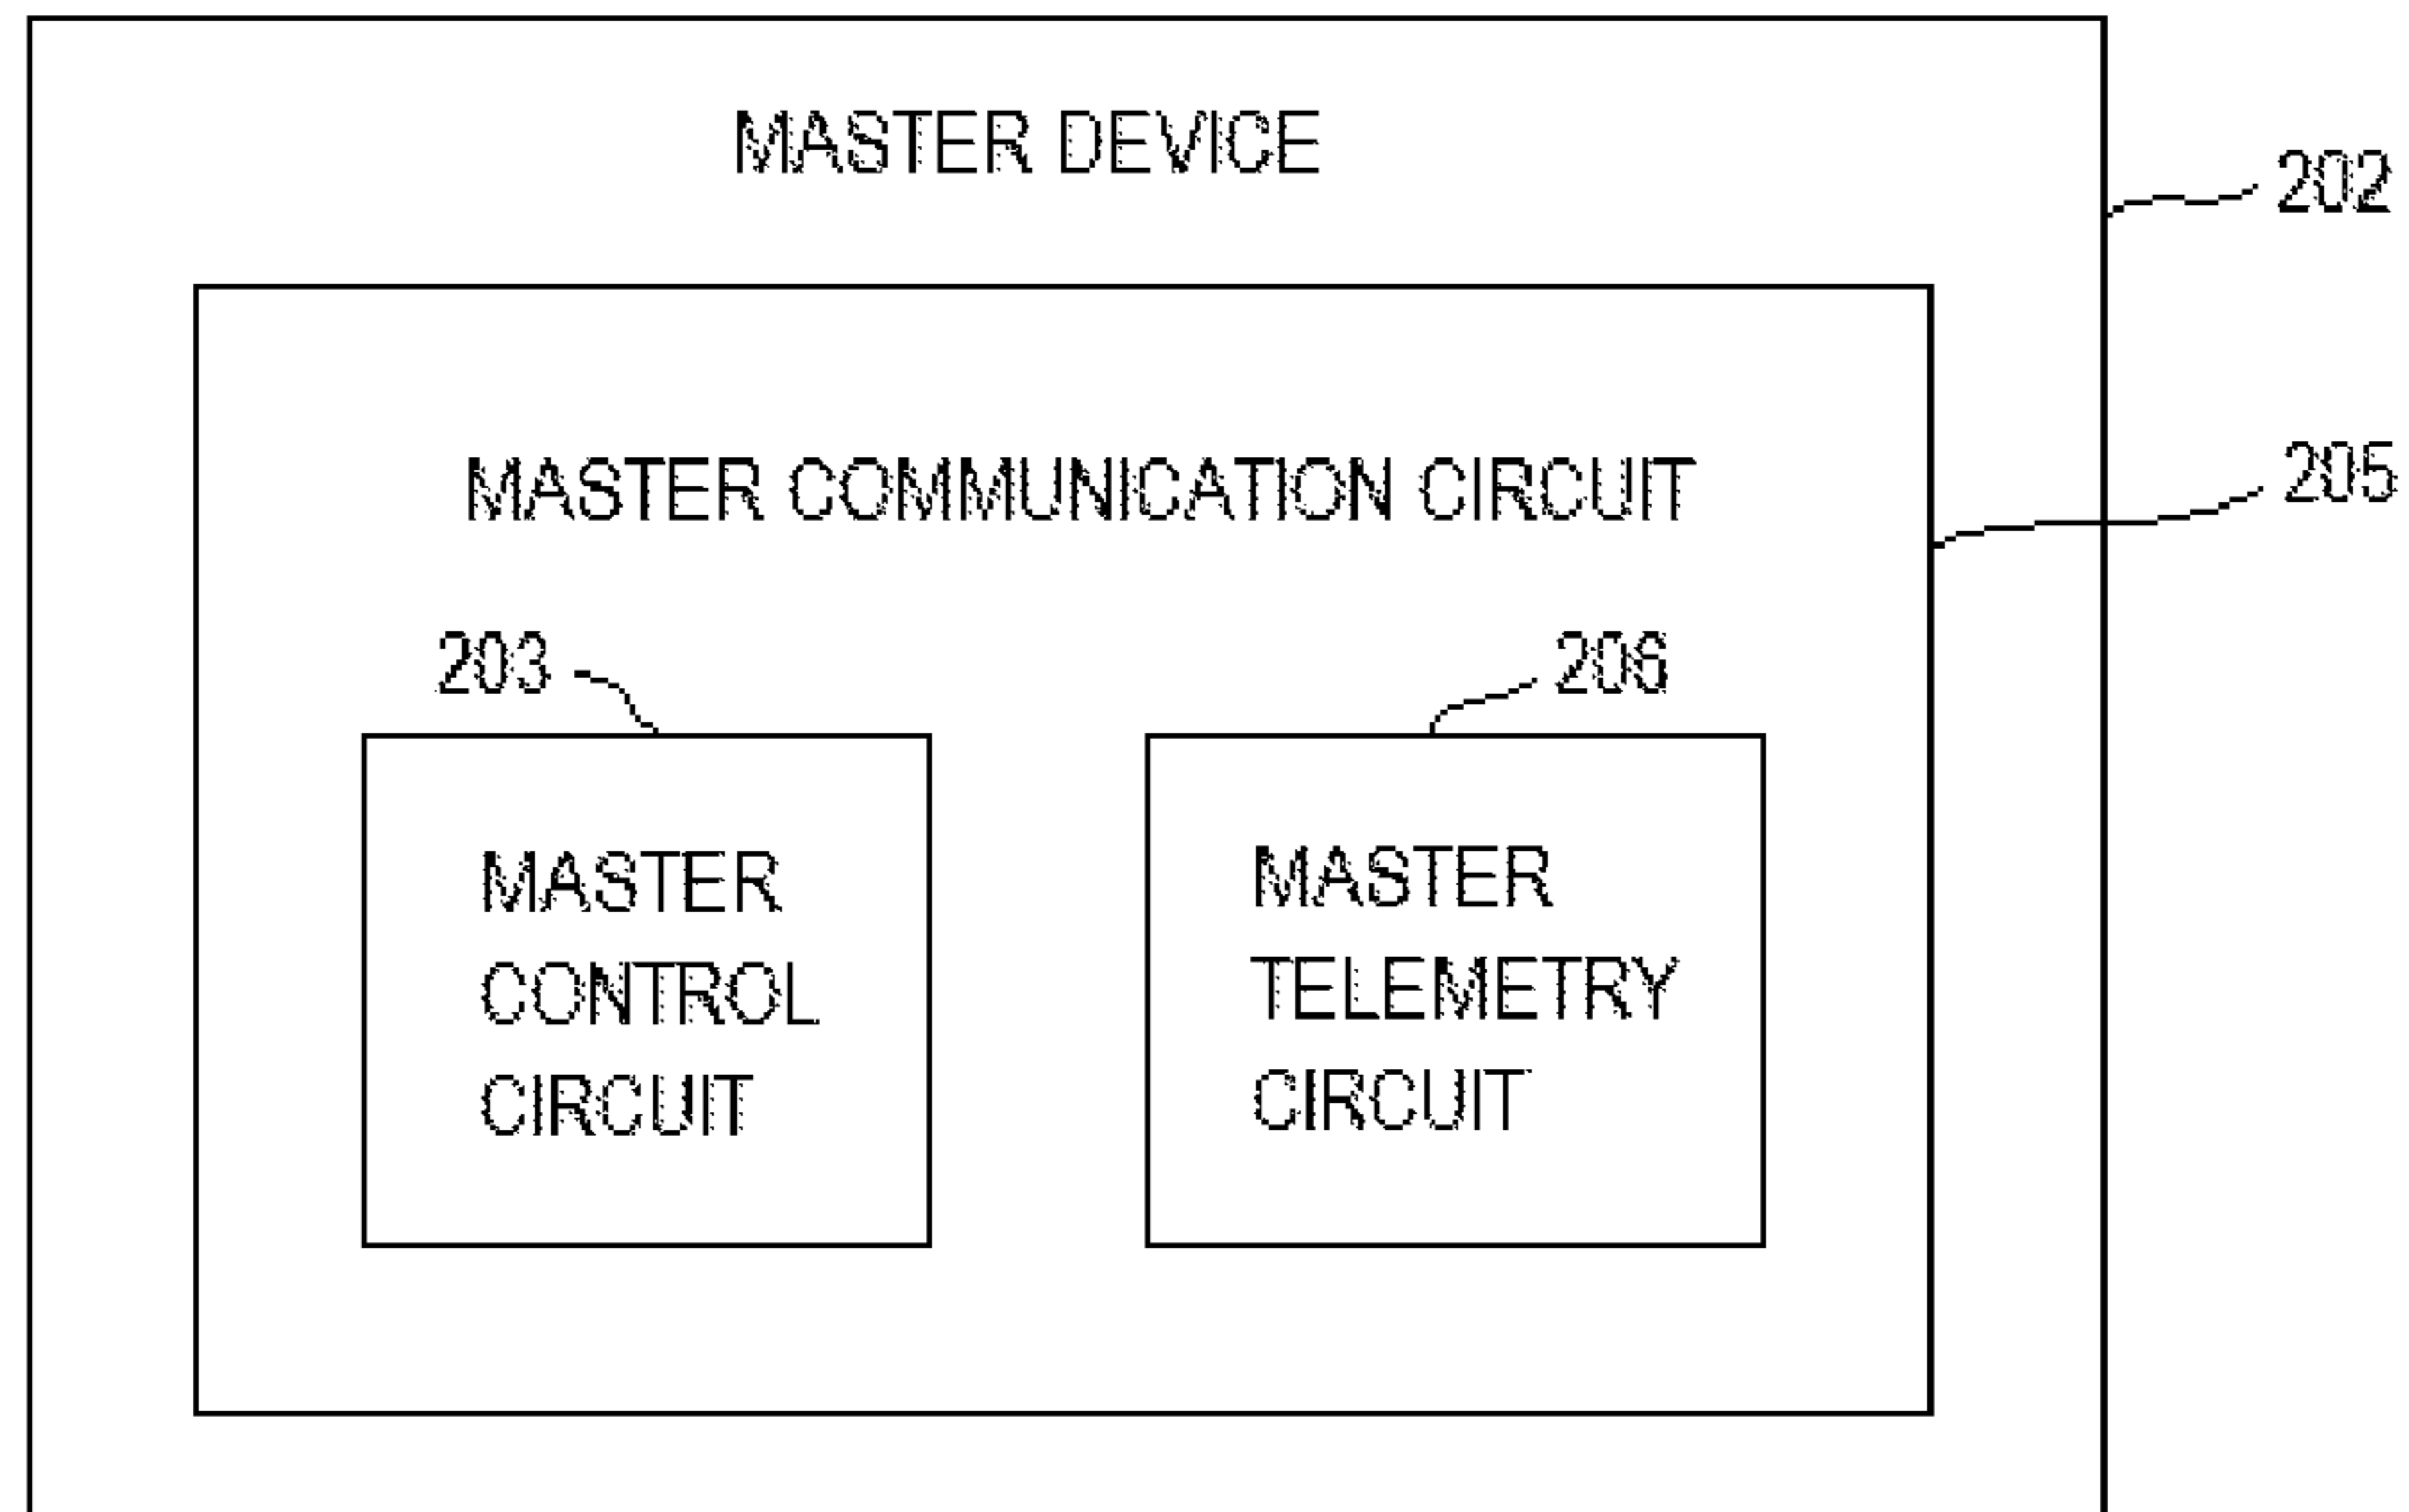 MASTER DEVICE
202
MASTER COMMUNICATION CIRCUIT
205
203
206
MASTER
CONTROL
CIRCUIT
MASTER
TELEMETRY
CIRCUIT